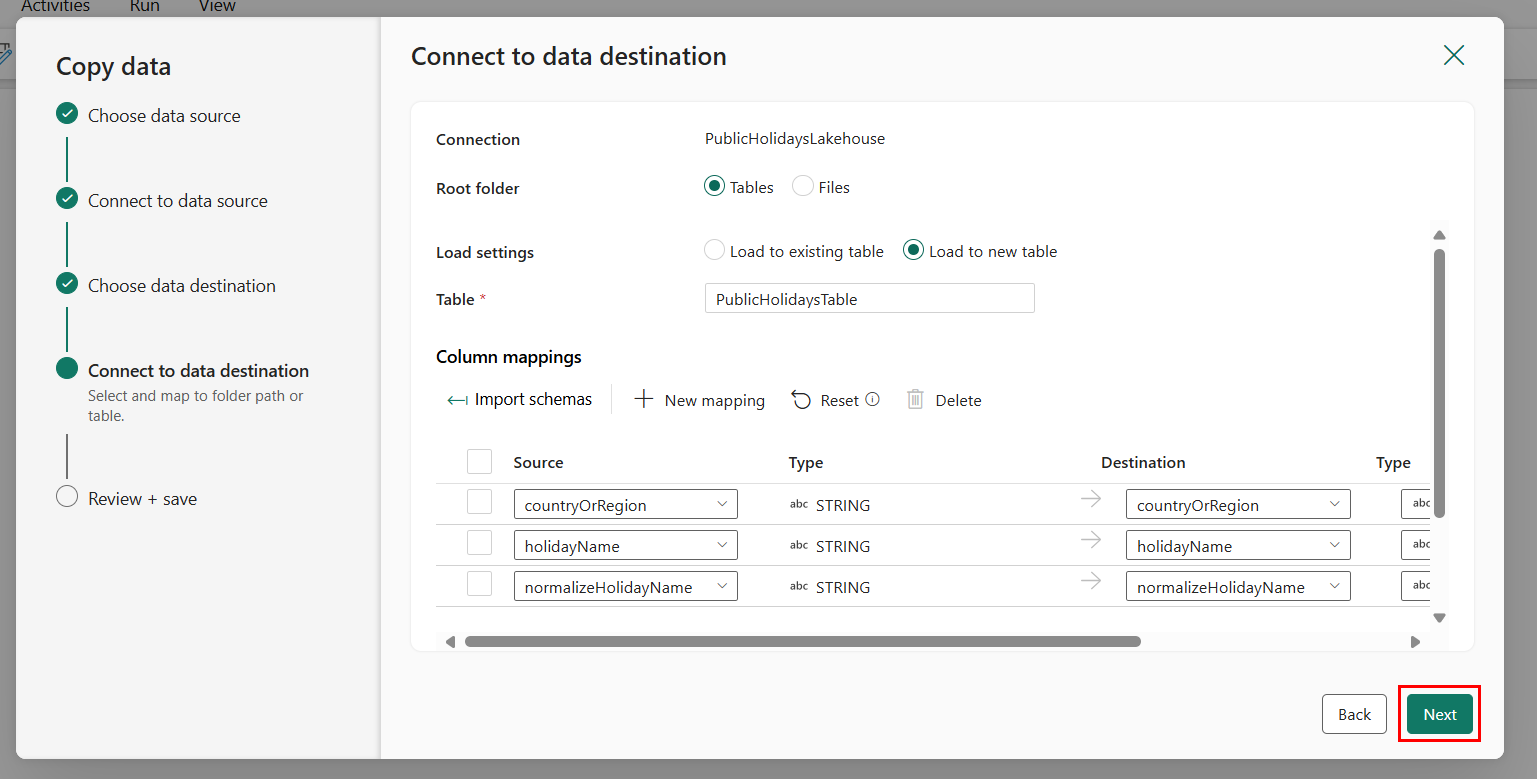 Activities Run View
Copy data
Choose data source
Connect to data source
Choose data destination
Connect to data destination
Select and map to folder path or
table.
Review + save
Connect to data destination
Connection PublicHolidaysLakehouse
Root folder Tables Files
Load settings Load to existing table Load to new table
Table * PublicHolidaysTable
Column mappings
Import schemas New mapping Reset Delete
Source Type Destination Type
countryOrRegion abc STRING countryOrRegion abc
holidayName abc STRING holidayName abc
normalizeHolidayName abc STRING normalizeHolidayName abc
Back Next